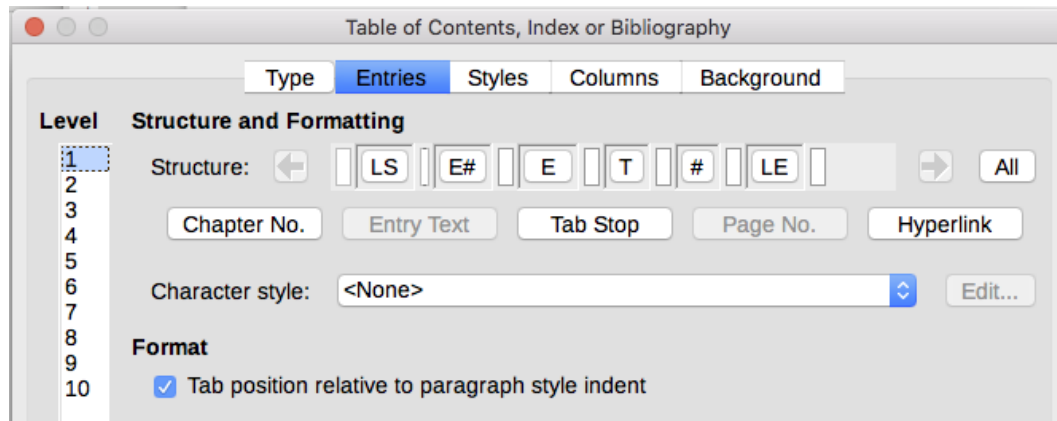 Table of Contents, Index or Bibliography
Type Entries Styles Columns Background
Level Structure and Formatting
1 Structure: LS E# E T # LE All
2
3 Chapter No. Entry Text Tab Stop Page No. Hyperlink
4
5
6 Character style: <None> Edit...
7
8 Format
9
10 Tab position relative to paragraph style indent